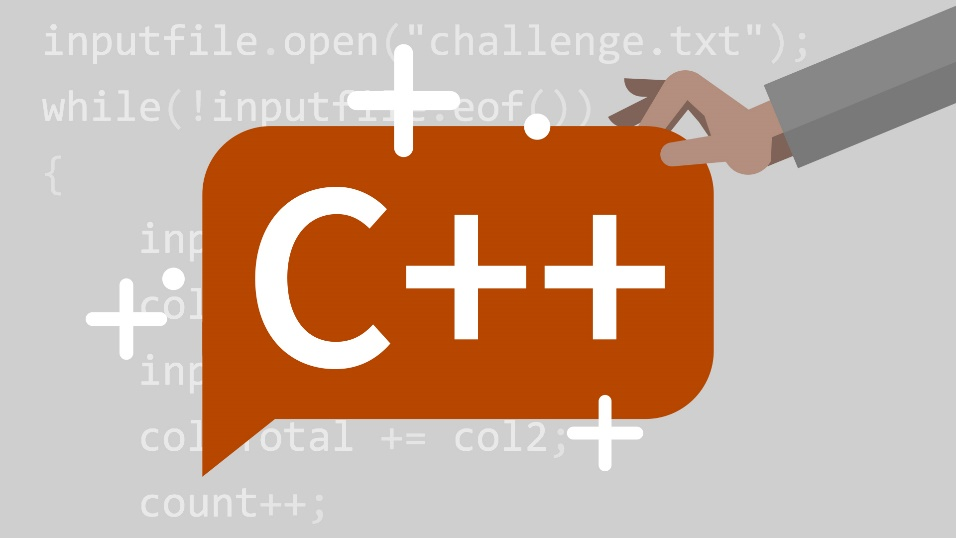 inputfile.open("challenge.txt");
while(!inputfile.eof())
{
C++
inp
col
inp
col Total += col2;
count++;